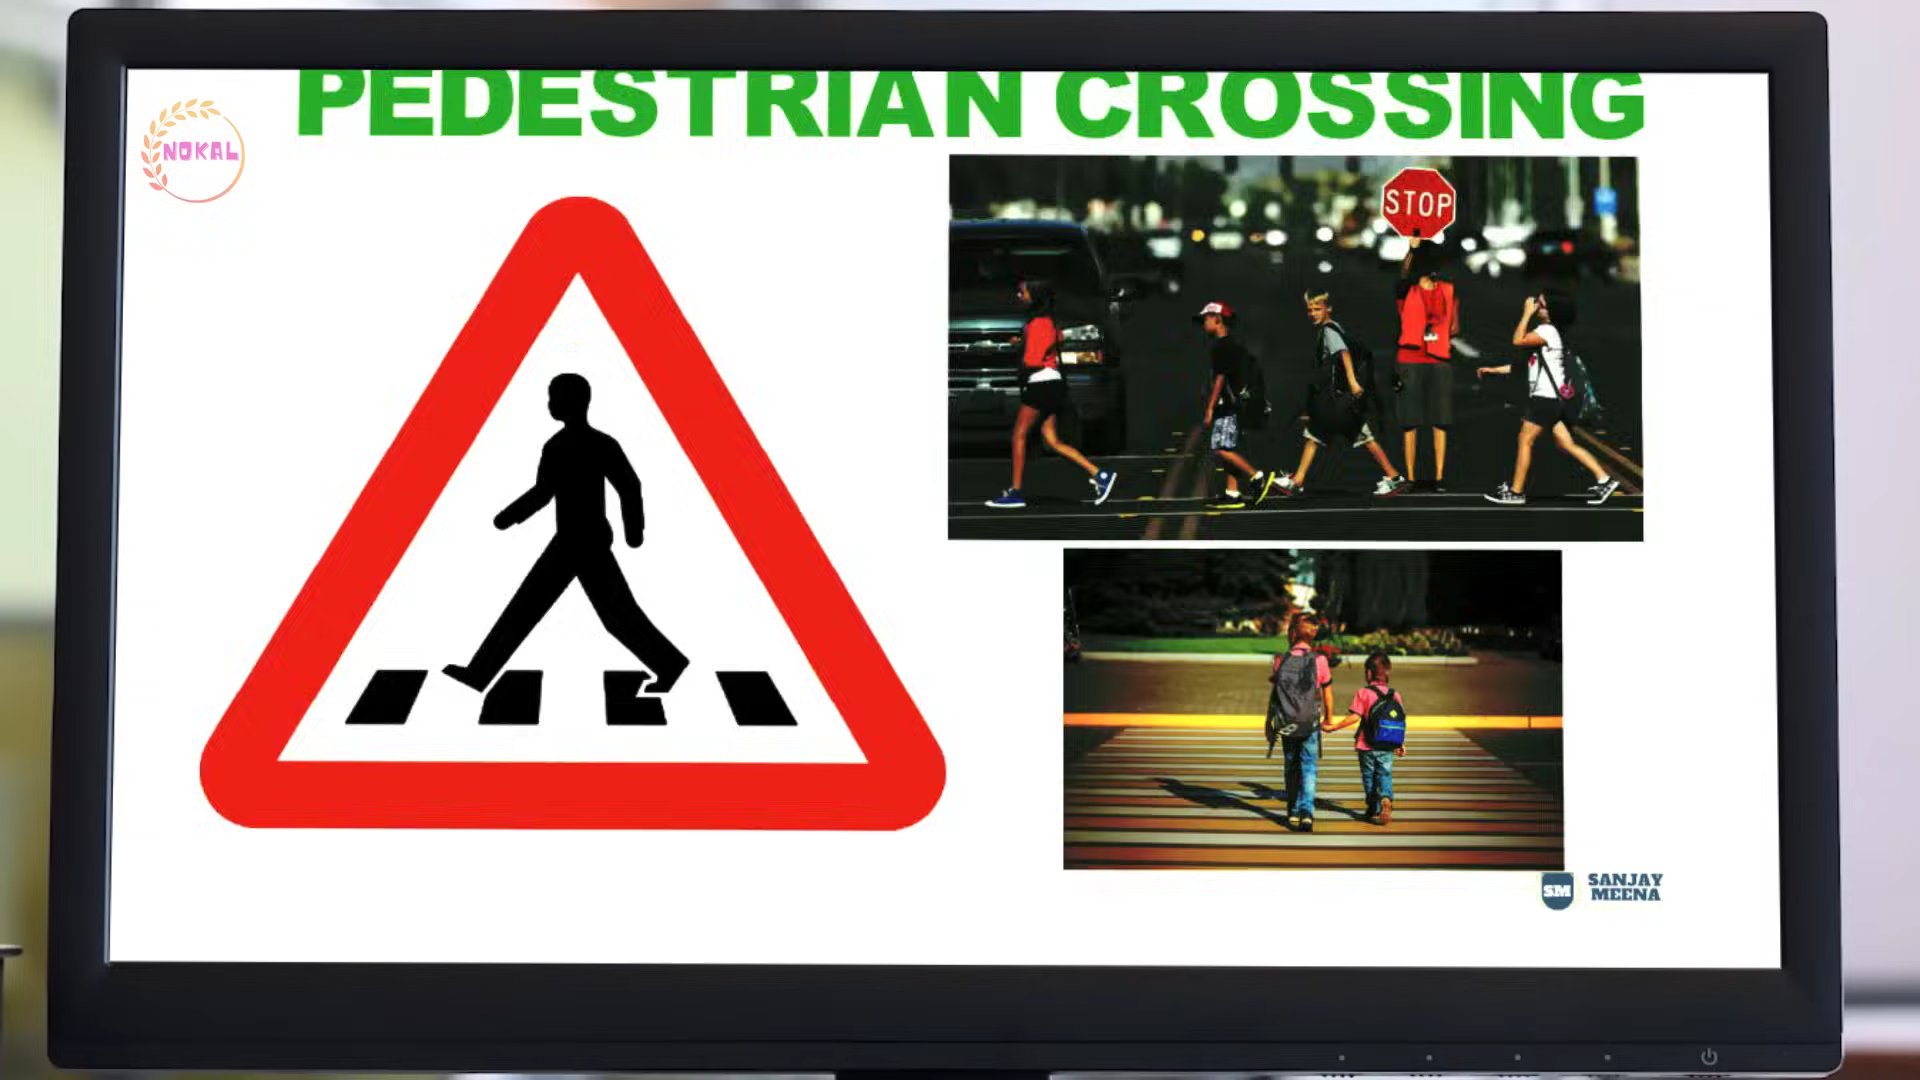 PEDESTRIAN CROSSING
NOKAL
STOP
SM
SANJAY
MEENA